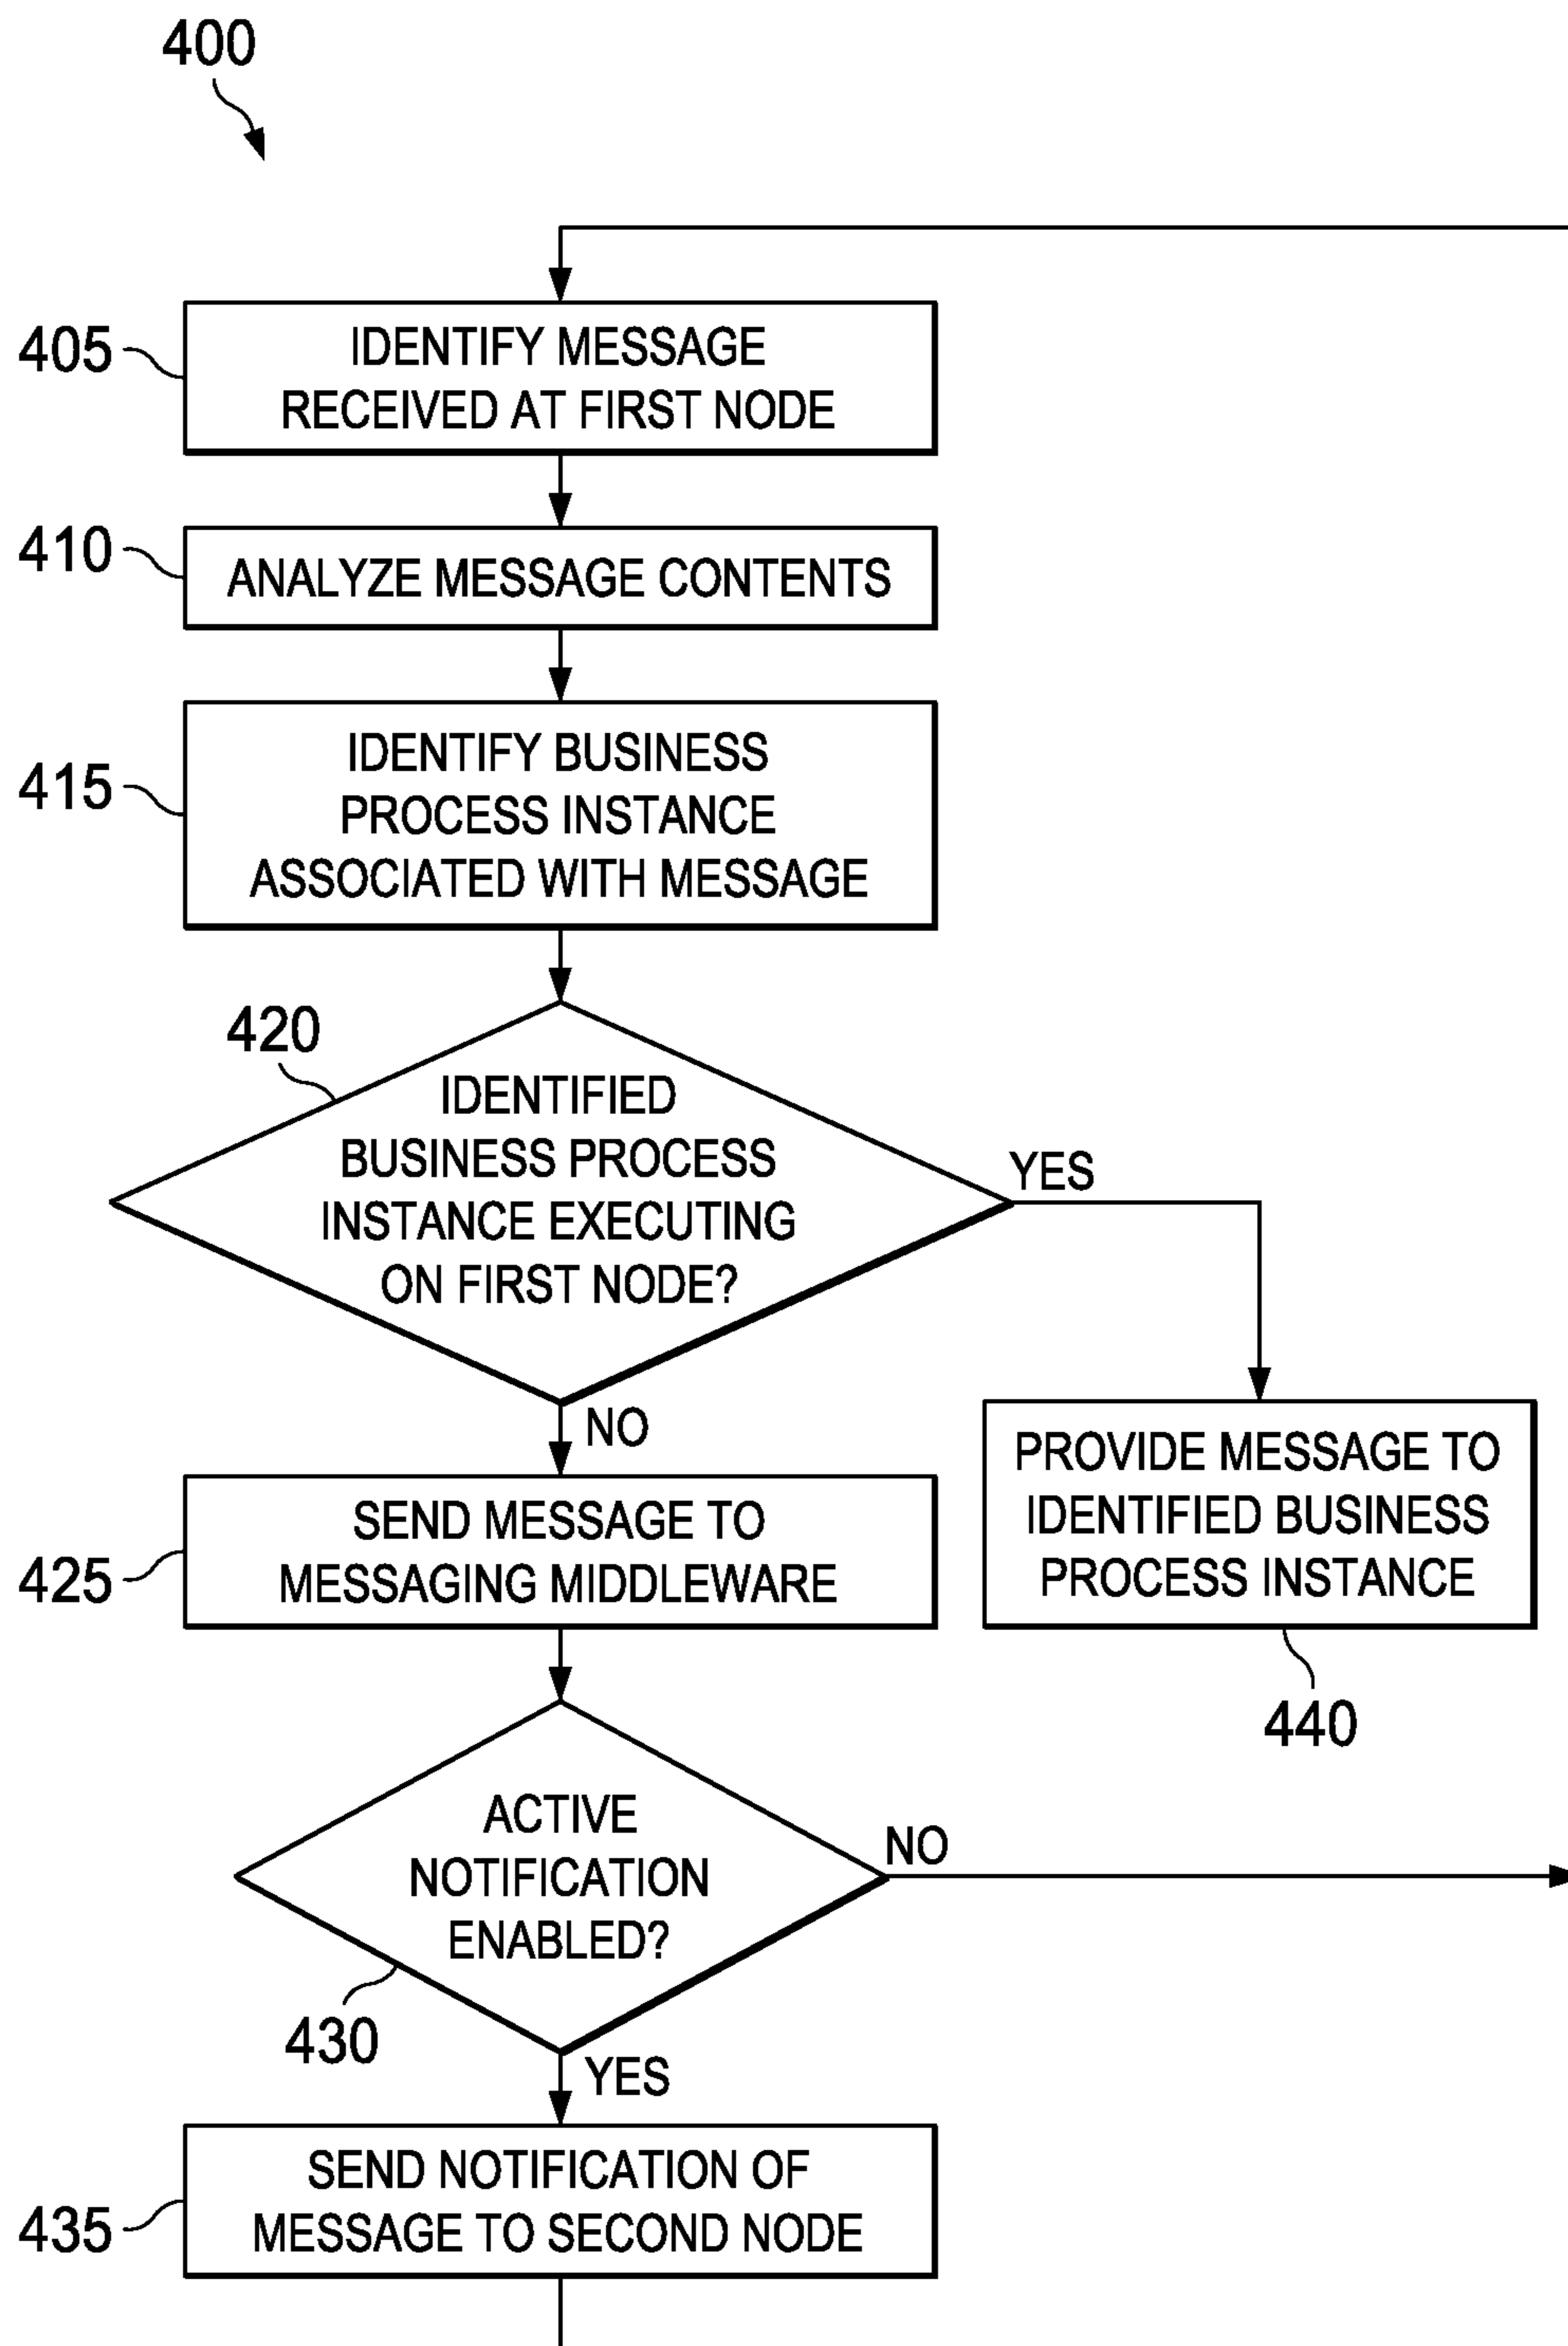 400
405
IDENTIFY MESSAGE
RECEIVED AT FIRST NODE
410
ANALYZE MESSAGE CONTENTS
415
IDENTIFY BUSINESS
PROCESS INSTANCE
ASSOCIATED WITH MESSAGE
420
IDENTIFIED
BUSINESS PROCESS
INSTANCE EXECUTING
ON FIRST NODE?
YES
NO
PROVIDE MESSAGE TO
IDENTIFIED BUSINESS
PROCESS INSTANCE
440
425
SEND MESSAGE TO
MESSAGING MIDDLEWARE
ACTIVE
NOTIFICATION
ENABLED?
NO
430
YES
435
SEND NOTIFICATION OF
MESSAGE TO SECOND NODE